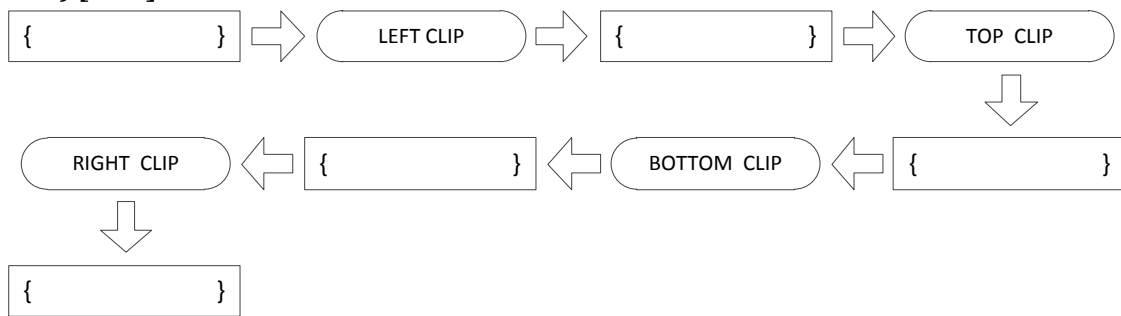 { } LEFT CLIP { } TOP CLIP
RIGHT CLIP { } BOTTOM CLIP { }
{ }